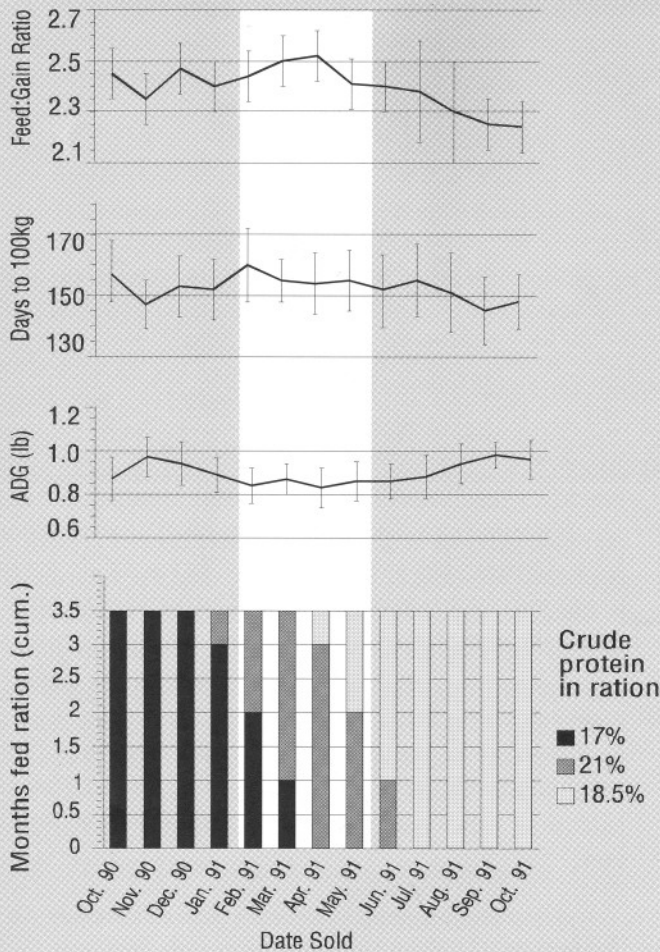 Feed:Gain Ratio
2.7
2.5
2.3
2.1
Days to 100kg
170
150
130
ADG (lb)
1.2
1.0
0.8
0.6
Months fed ration (cum.)
3.5
3
2.5
2
1.5
1
0.5
0
Oct. 90
Nov. 90
Dec. 90
Jan. 91
Feb. 91
Mar. 91
Apr. 91
May. 91
Jun. 91
Jul. 91
Aug. 91
Sep. 91
Oct. 91
Date Sold
Crude
protein
in ration
17%
21%
18.5%